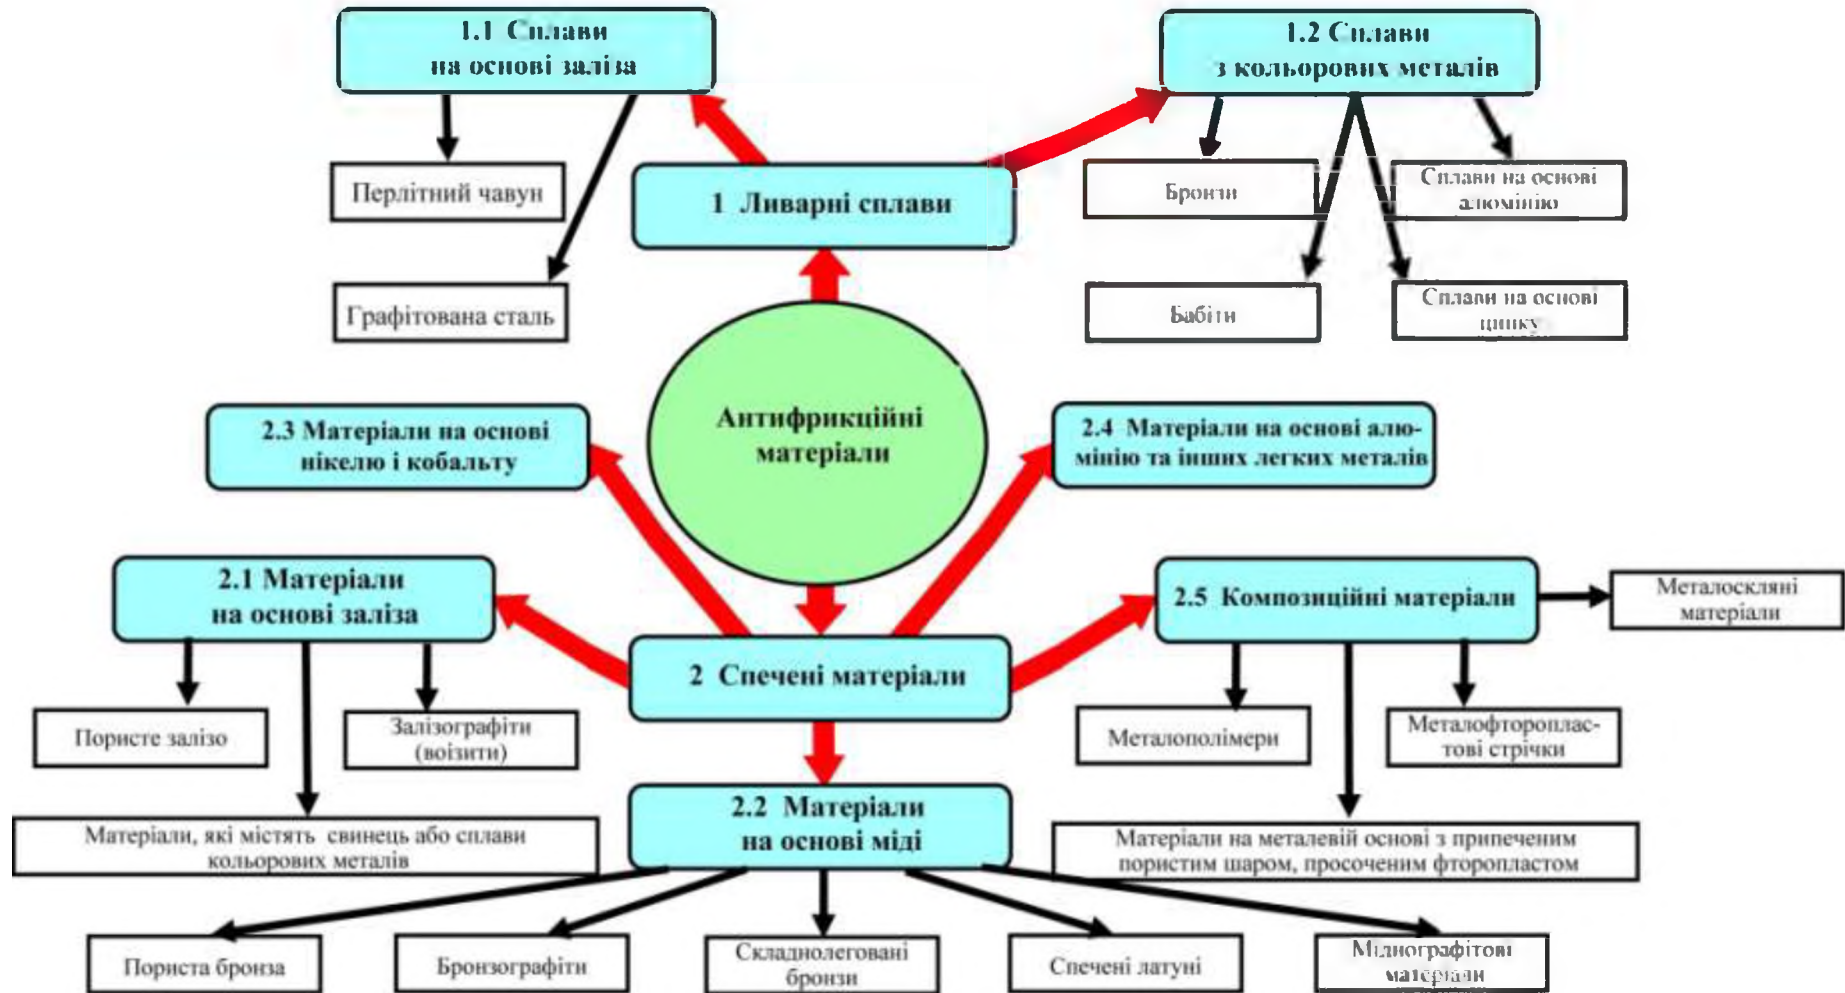 1.1 Сплави
на основі заліза
1.2 Сплави
з кольорових металів
Перлітний чавун
1 Ливарні сплави
Бронзи
Сплави на основі
алюмінію
Графітована сталь
Бабіти
Сплави на основі
цинку
Антифрикційні
матеріали
2.3 Матеріали на основі
нікелю і кобальту
2.4 Матеріали на основі алю-
мінію та інших легких металів
2.1 Матеріали
на основі заліза
2.5 Композиційні матеріали
Металоскляні
матеріали
2 Спечені матеріали
Пористе залізо
Залізографіти
(воїзити)
Металополімери
Металофтороплас-
тові стрічки
2.2 Матеріали
на основі міді
Матеріали, які містять свинець або сплави
кольорових металів
Матеріали на металевій основі з припеченим
пористим шаром, просоченим фторопластом
Пориста бронза
Бронзографіти
Складнолеговані
бронзи
Спечені латуні
Міднографітові
матеріали